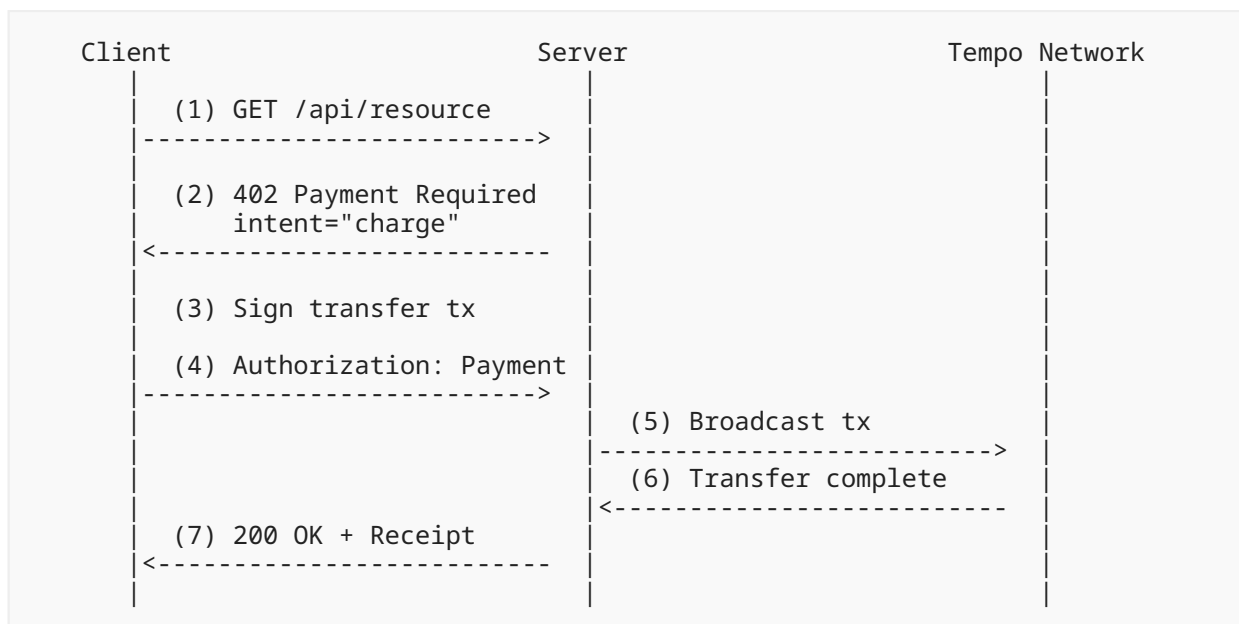 Client Server Tempo Network
(1) GET /api/resource
(2) 402 Payment Required
intent="charge"
(3) Sign transfer tx
(4) Authorization: Payment
(5) Broadcast tx
(6) Transfer complete
(7) 200 OK + Receipt